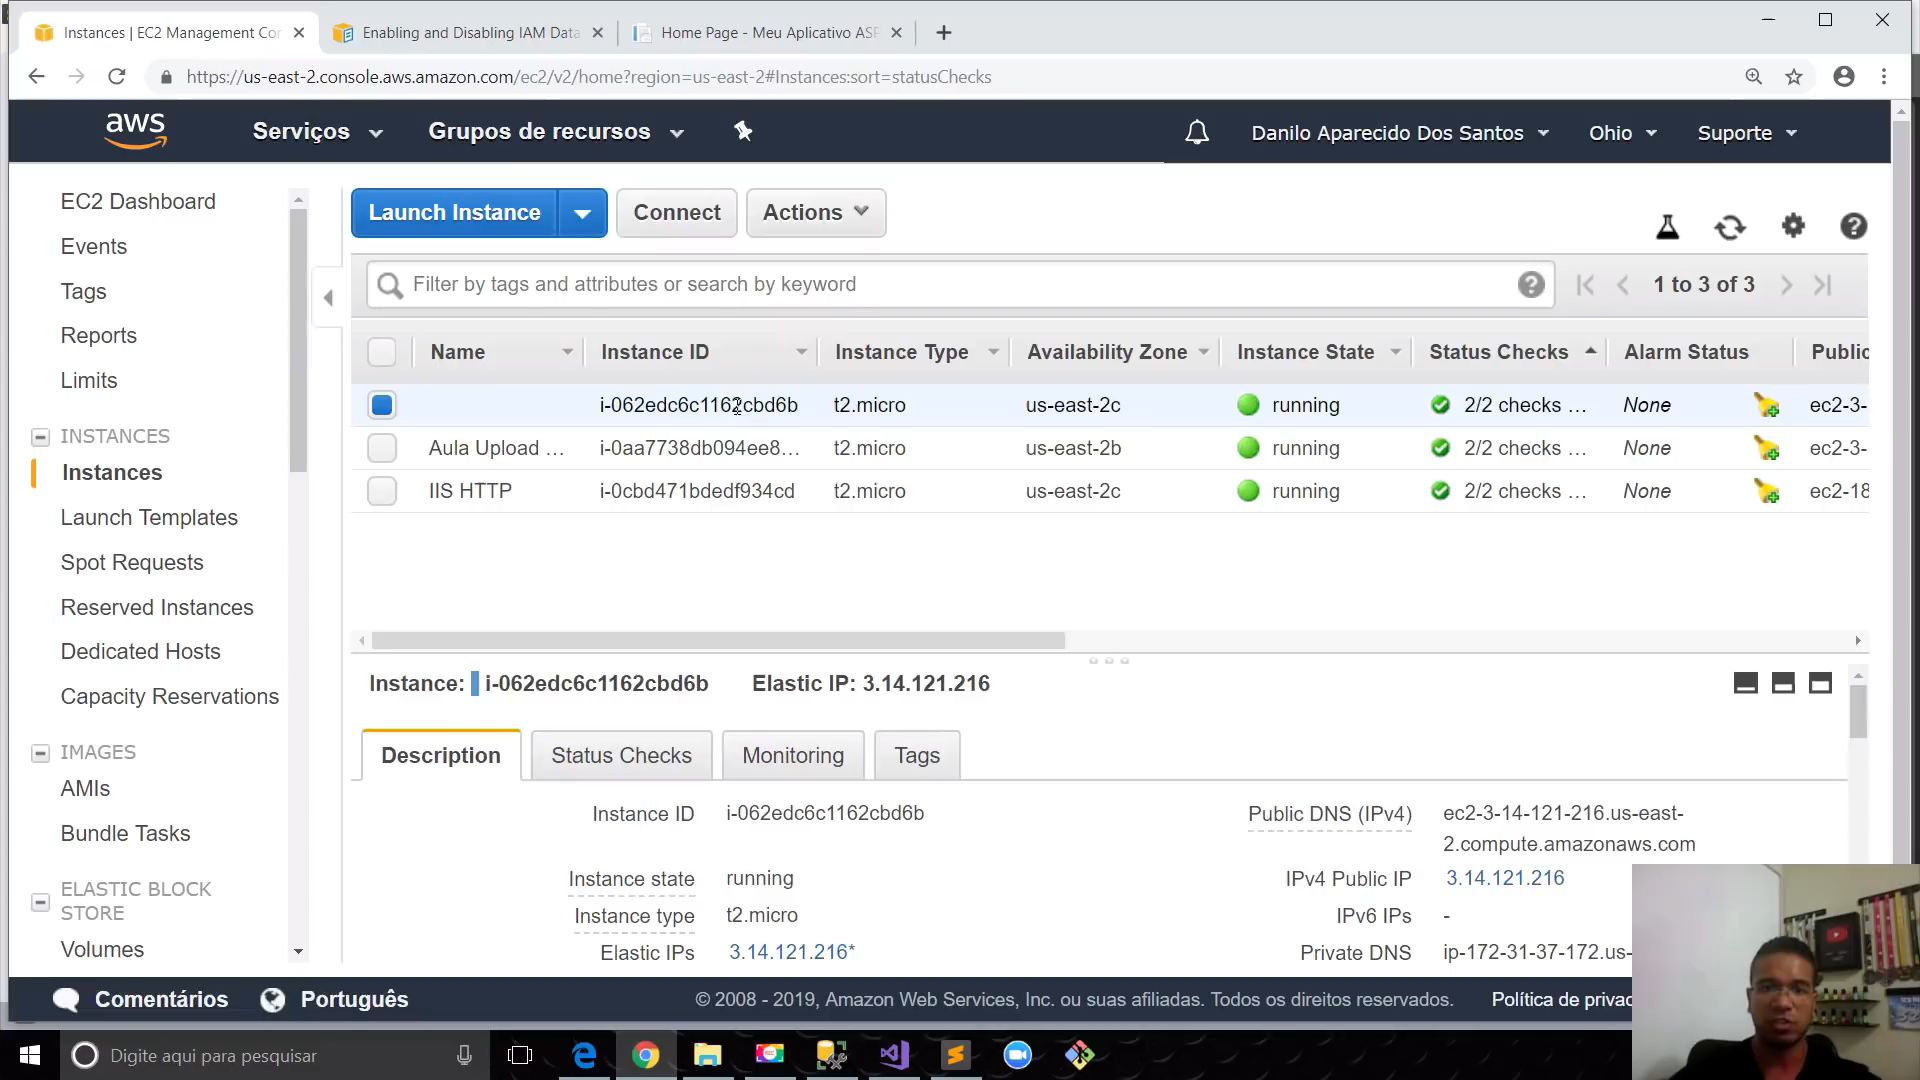 Instances | EC2 Management Con
Enabling and Disabling IAM Data
Home Page - Meu Aplicativo ASP
https://us-east-2.console.aws.amazon.com/ec2/v2/home?region=us-east-2#Instances:sort=statusChecks
aws
Serviços
Grupos de recursos
Danilo Aparecido Dos Santos
Ohio
Suporte
EC2 Dashboard
Events
Tags
Reports
Limits
INSTANCES
Instances
Launch Templates
Spot Requests
Reserved Instances
Dedicated Hosts
Capacity Reservations
IMAGES
AMIs
Bundle Tasks
ELASTIC BLOCK
STORE
Volumes
Launch Instance
Connect
Actions
Filter by tags and attributes or search by keyword
1 to 3 of 3
Name Instance ID Instance Type Availability Zone Instance State Status Checks Alarm Status Public
i-062edc6c1162cbd6b t2.micro us-east-2c running 2/2 checks ... None ec2-3-
Aula Upload ... i-0aa7738db094ee8... t2.micro us-east-2b running 2/2 checks ... None ec2-3-
IIS HTTP i-0cbd471bdedf934cd t2.micro us-east-2c running 2/2 checks ... None ec2-18
Instance: i-062edc6c1162cbd6b Elastic IP: 3.14.121.216
Description
Status Checks
Monitoring
Tags
Instance ID i-062edc6c1162cbd6b
Instance state running
Instance type t2.micro
Elastic IPs 3.14.121.216*
Public DNS (IPv4) ec2-3-14-121-216.us-east-
2.compute.amazonaws.com
IPv4 Public IP 3.14.121.216
IPv6 IPs -
Private DNS ip-172-31-37-172.us-
Comentários
Português
© 2008 - 2019, Amazon Web Services, Inc. ou suas afiliadas. Todos os direitos reservados.
Política de privac
Digite aqui para pesquisar